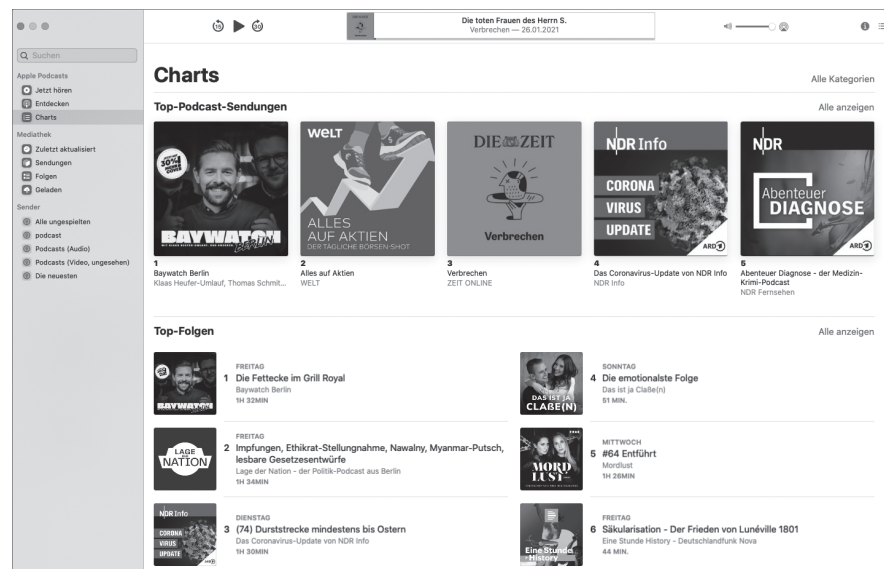 15
30
Die toten Frauen des Herrn S.
Verbrechen — 26.01.2021
Suchen
Apple Podcasts
Jetzt hören
Entdecken
Charts
Mediathek
Zuletzt aktualisiert
Sendungen
Folgen
Geladen
Sender
Alle ungespielten
podcast
Podcasts (Audio)
Podcasts (Video, ungesehen)
Die neuesten
Charts
Alle Kategorien
Top-Podcast-Sendungen
Alle anzeigen
30%
BAYWATCH
BERLIN
1
Baywatch Berlin
Klaas Heufer-Umlauf, Thomas Schmit...
WELT
ALLES
AUF AKTIEN
DER TÄGLICHE BÖRSEN-SHOT
2
Alles auf Aktien
WELT
DIE ZEIT
Verbrechen
3
Verbrechen
ZEIT ONLINE
NDR Info
CORONA
VIRUS
UPDATE
ARD
4
Das Coronavirus-Update von NDR Info
NDR Info
NDR
Abenteuer
DIAGNOSE
ARD
5
Abenteuer Diagnose - der Medizin-
Krimi-Podcast
NDR Fernsehen
Top-Folgen
Alle anzeigen
BAYWATCH
FREITAG
1 Die Fettecke im Grill Royal
Baywatch Berlin
1H 32MIN
LAGE
DER
NATION
FREITAG
2 Impfungen, Ethikrat-Stellungnahme, Nawalny, Myanmar-Putsch,
lesbare Gesetzesentwürfe
Lage der Nation - der Politik-Podcast aus Berlin
1H 34MIN
NDR Info
CORONA
VIRUS
UPDATE
ARD
DIENSTAG
3 (74) Durststrecke mindestens bis Ostern
Das Coronavirus-Update von NDR Info
1H 30MIN
DAS IST JA
CLAßE(N)
SONNTAG
4 Die emotionalste Folge
Das ist ja Claße(n)
51 MIN.
MORD
LUST
MITTWOCH
5 #64 Entführt
Mordlust
1H 26MIN
Eine Stunde
History
FREITAG
6 Säkularisation - Der Frieden von Lunéville 1801
Eine Stunde History - Deutschlandfunk Nova
44 MIN.